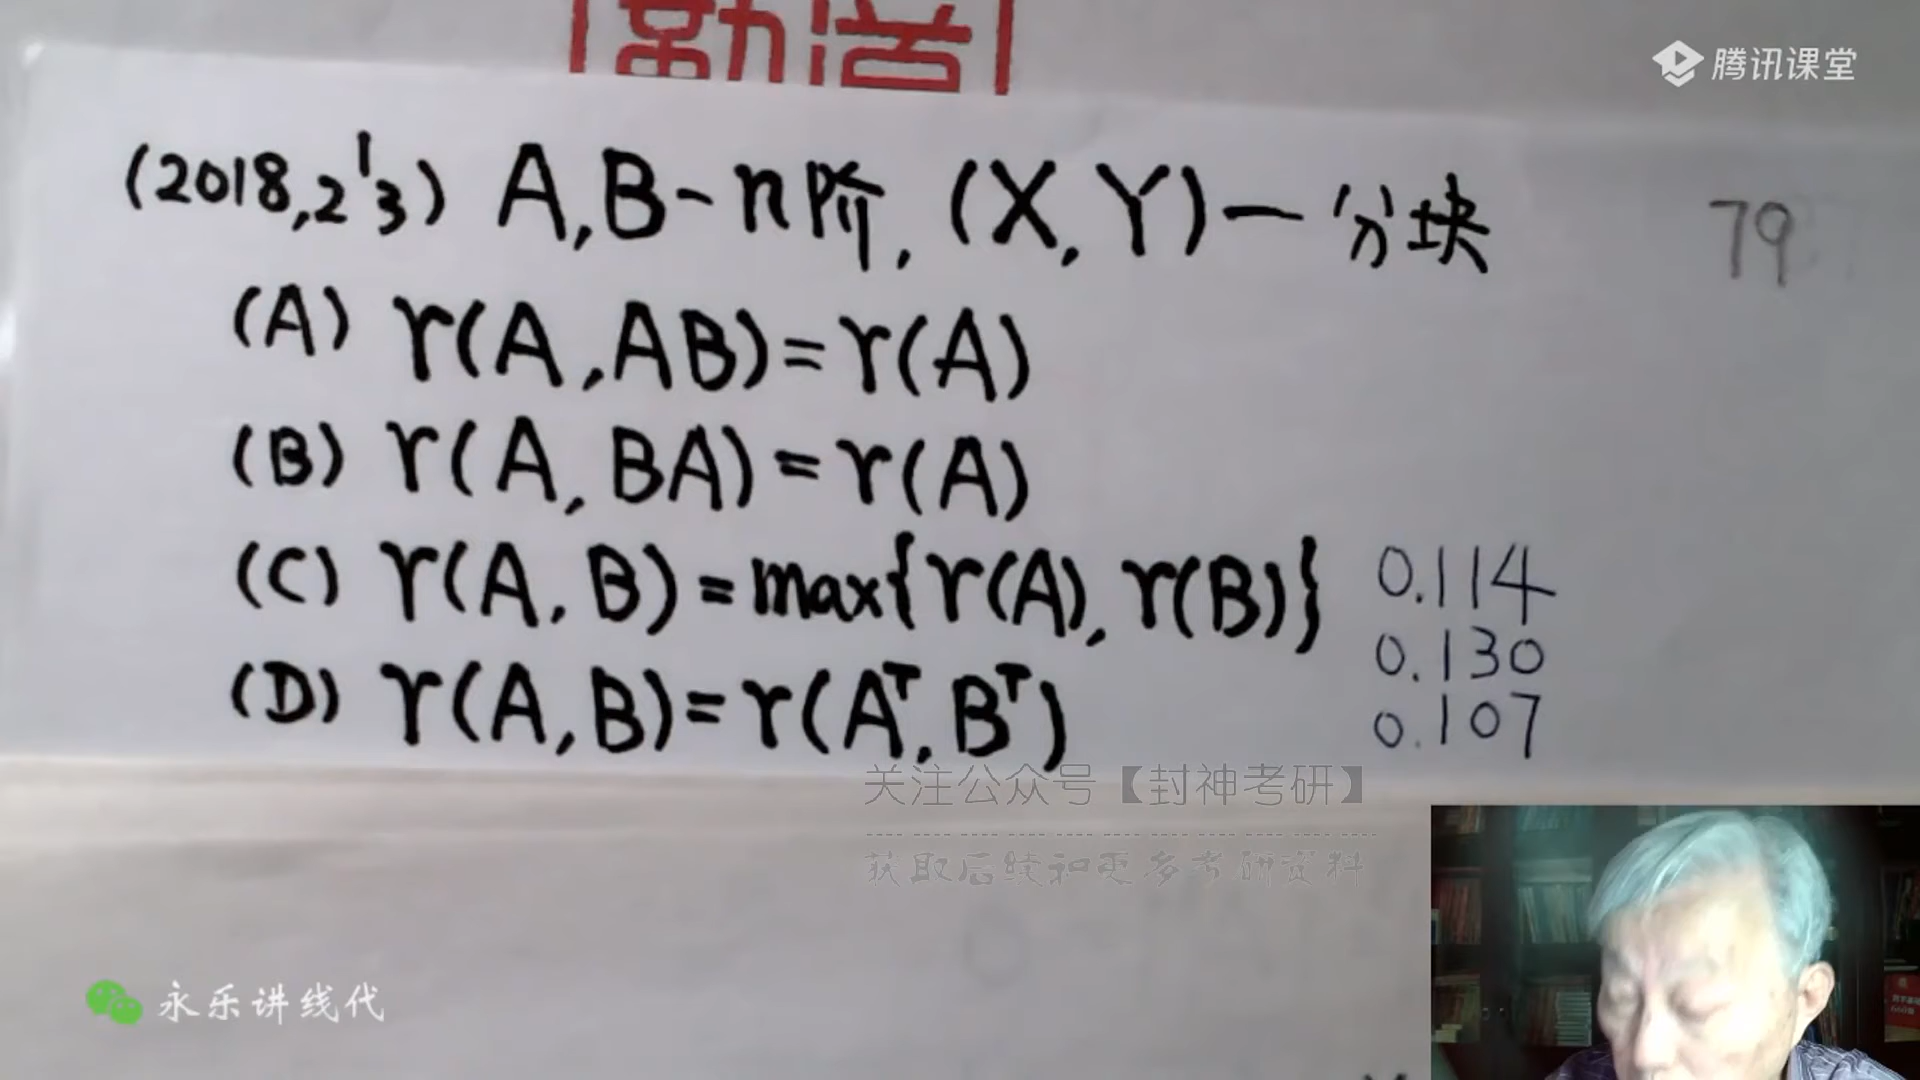 腾讯课堂
(2018, 2 1 3) A, B - n阶, (X, Y) — 分块
79
(A) r(A, AB) = r(A)
(B) r(A, BA) = r(A)
(C) r(A, B) = max{r(A), r(B)}
0.114
0.130
(D) r(A, B) = r(Aᵀ, Bᵀ)
0.107
关注公众号【封神考研】
获取后续和更多考研资料
永乐讲线代